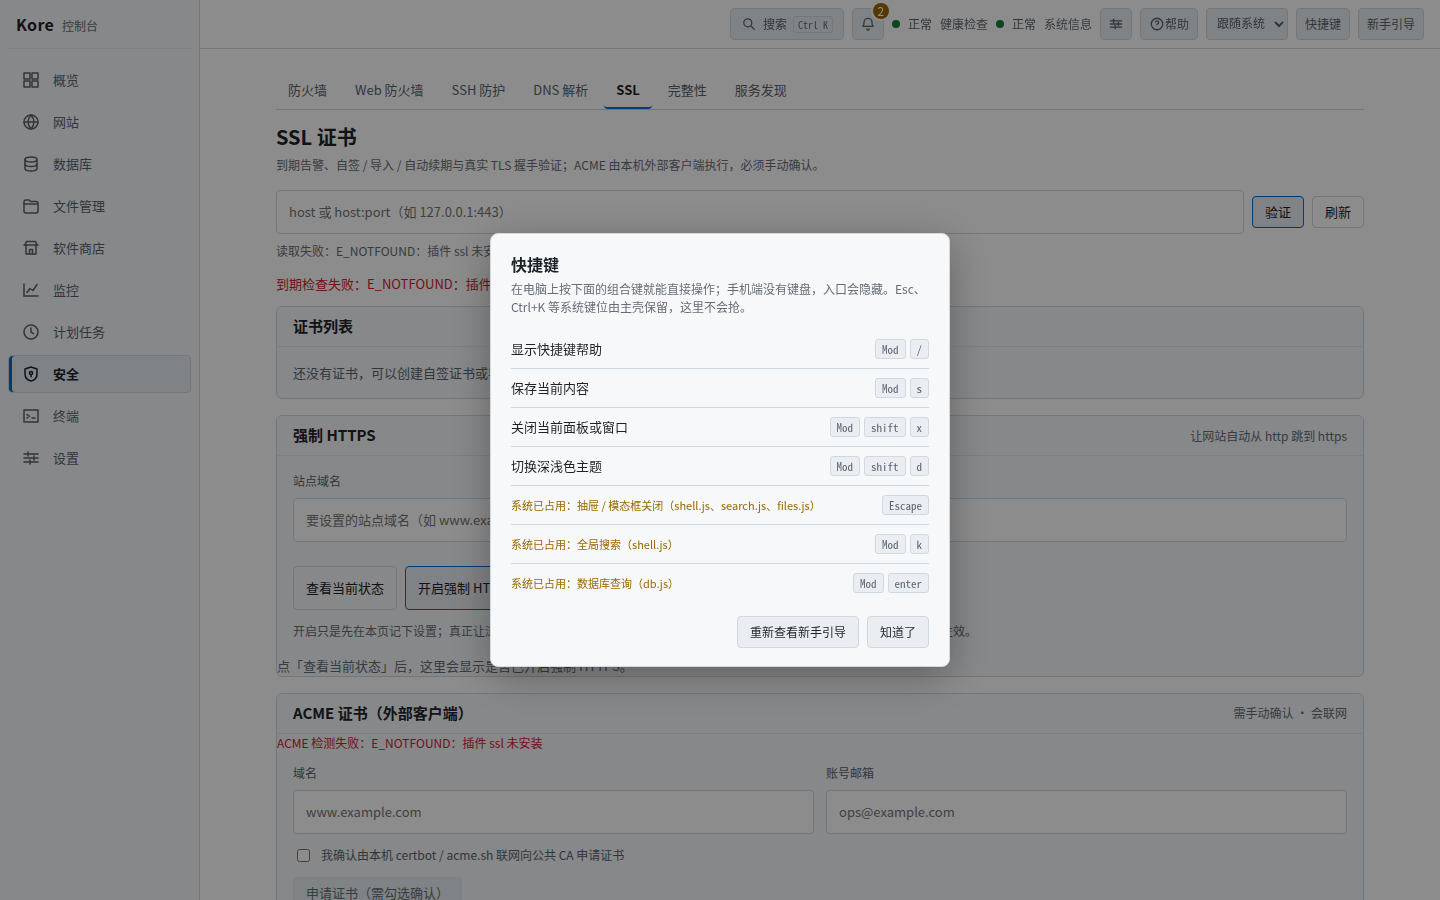 Kore 控制台
搜索 Ctrl K
2
正常 健康检查
正常 系统信息
帮助
跟随系统
快捷键
新手引导
概览
网站
数据库
文件管理
软件商店
监控
计划任务
安全
终端
设置
防火墙 Web 防火墙 SSH 防护 DNS 解析 SSL 完整性 服务发现
SSL 证书
到期告警、自签 / 导入 / 自动续期与真实 TLS 握手验证；ACME 由本机外部客户端执行，必须手动确认。
host 或 host:port（如 127.0.0.1:443）
验证
刷新
读取失败：E_NOTFOUND：插件 ssl 未安
到期检查失败：E_NOTFOUND：插件
证书列表
还没有证书，可以创建自签证书或
强制 HTTPS
让网站自动从 http 跳到 https
站点域名
要设置的站点域名（如 www.exa
查看当前状态
开启强制 HT
开启只是先在本页记下设置；真正让
效。
点「查看当前状态」后，这里会显示是否已开启强制 HTTPS。
快捷键
在电脑上按下面的组合键就能直接操作；手机端没有键盘，入口会隐藏。Esc、
Ctrl+K 等系统键位由主壳保留，这里不会抢。
显示快捷键帮助 Mod /
保存当前内容 Mod s
关闭当前面板或窗口 Mod shift x
切换深浅色主题 Mod shift d
系统已占用：抽屉 / 模态框关闭（shell.js、search.js、files.js） Escape
系统已占用：全局搜索（shell.js） Mod k
系统已占用：数据库查询（db.js） Mod enter
重新查看新手引导
知道了
ACME 证书（外部客户端）
需手动确认 · 会联网
ACME 检测失败：E_NOTFOUND：插件 ssl 未安装
域名
账号邮箱
www.example.com
ops@example.com
我确认由本机 certbot / acme.sh 联网向公共 CA 申请证书
申请证书（需勾选确认）